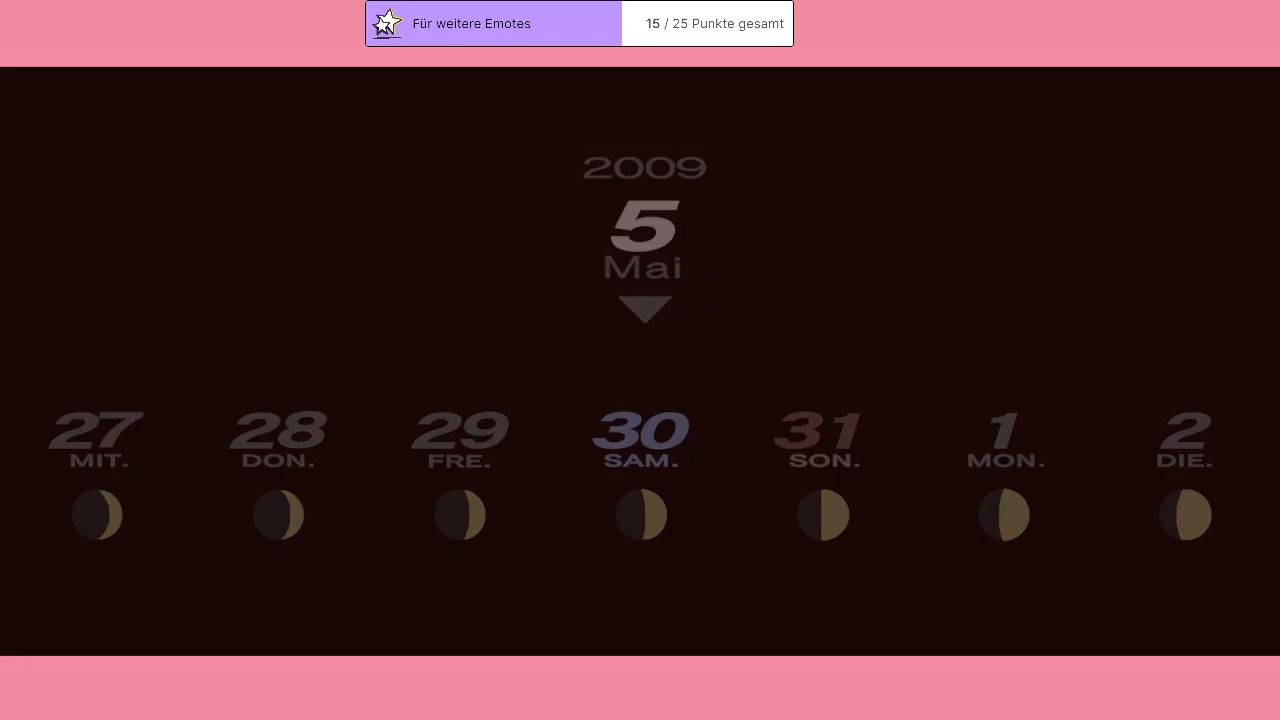 Für weitere Emotes 15 / 25 Punkte gesamt
2009
5
Mai
27 28 29 30 31 1 2
MIT. DON. FRE. SAM. SON. MON. DIE.